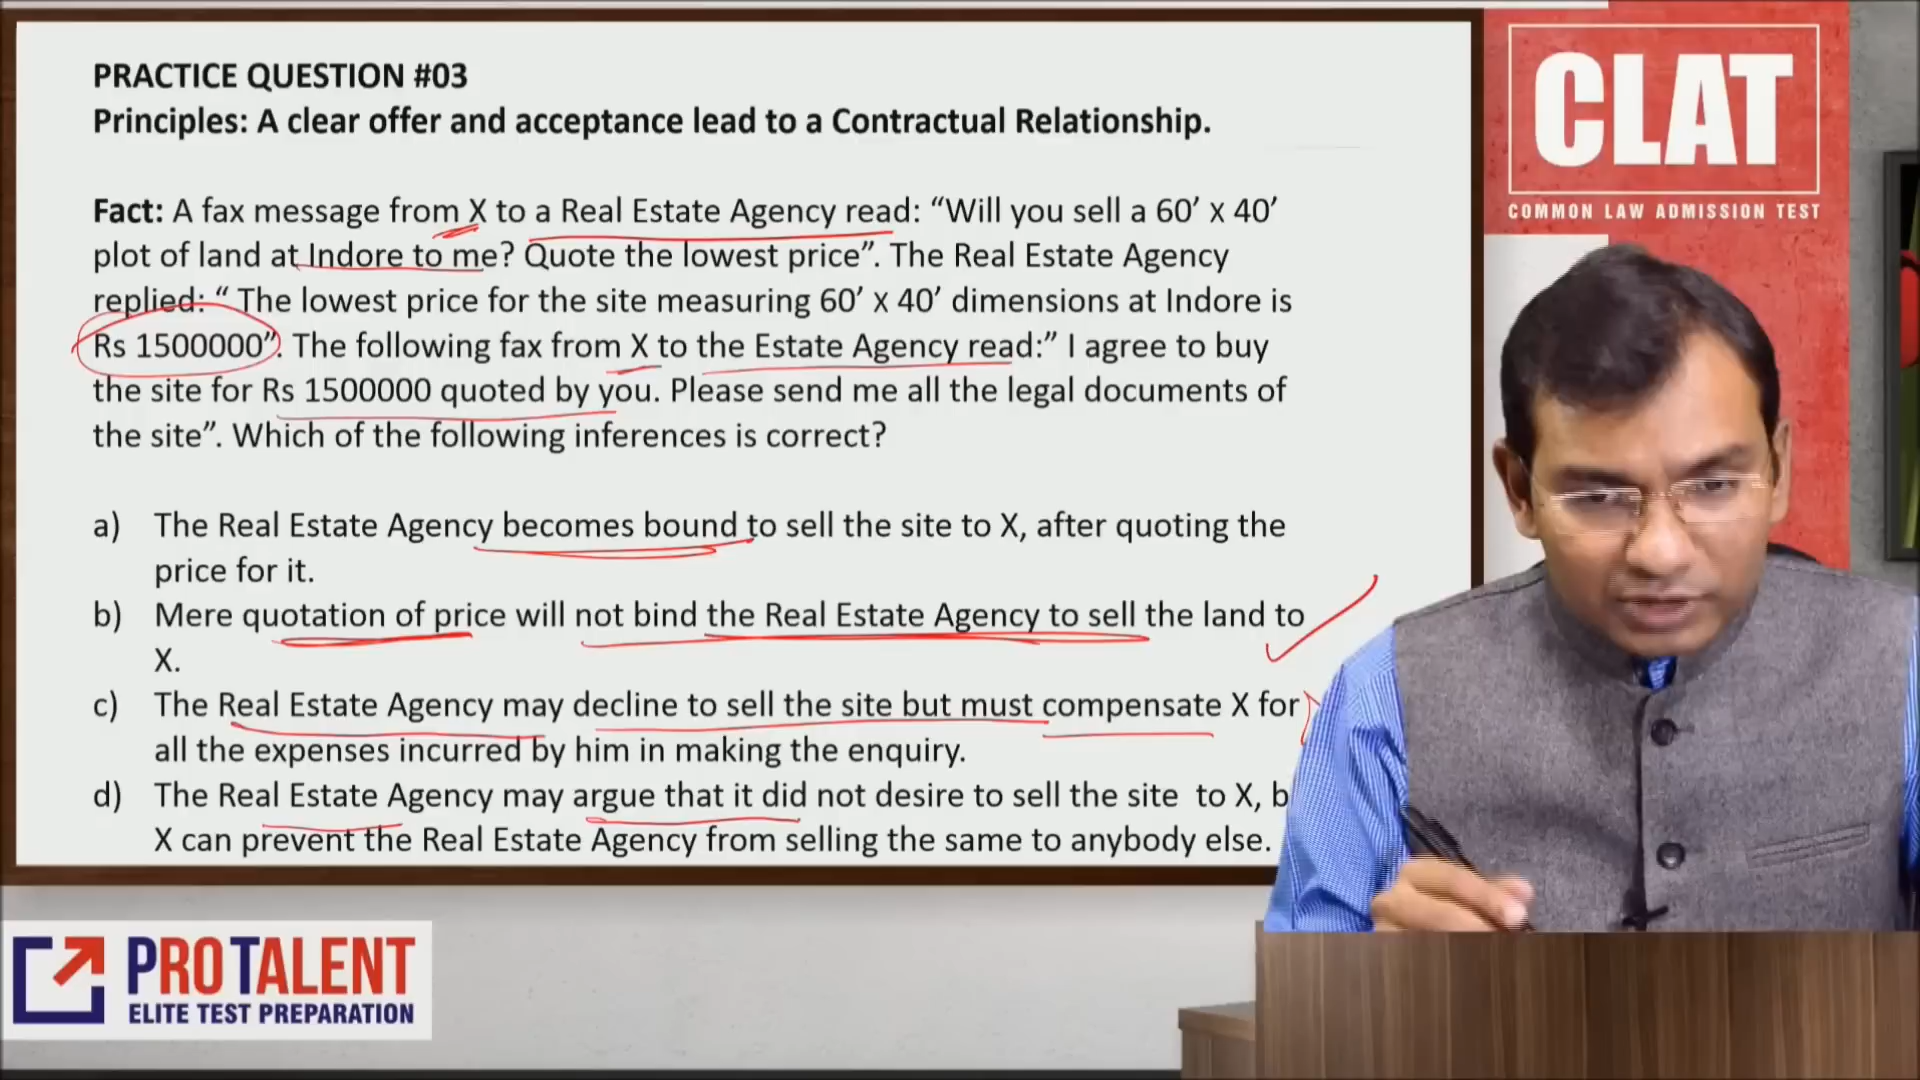 PRACTICE QUESTION #03
Principles: A clear offer and acceptance lead to a Contractual Relationship.
Fact: A fax message from X to a Real Estate Agency read: “Will you sell a 60’ x 40’
plot of land at Indore to me? Quote the lowest price”. The Real Estate Agency
replied: “ The lowest price for the site measuring 60’ X 40’ dimensions at Indore is
Rs 1500000”. The following fax from X to the Estate Agency read:” I agree to buy
the site for Rs 1500000 quoted by you. Please send me all the legal documents of
the site”. Which of the following inferences is correct?
a) The Real Estate Agency becomes bound to sell the site to X, after quoting the
price for it.
b) Mere quotation of price will not bind the Real Estate Agency to sell the land to
X.
c) The Real Estate Agency may decline to sell the site but must compensate X for
all the expenses incurred by him in making the enquiry.
d) The Real Estate Agency may argue that it did not desire to sell the site  to X,
X can prevent the Real Estate Agency from selling the same to anybody else.
CLAT
COMMON LAW ADMISSION TEST
PROTALENT
ELITE TEST PREPARATION